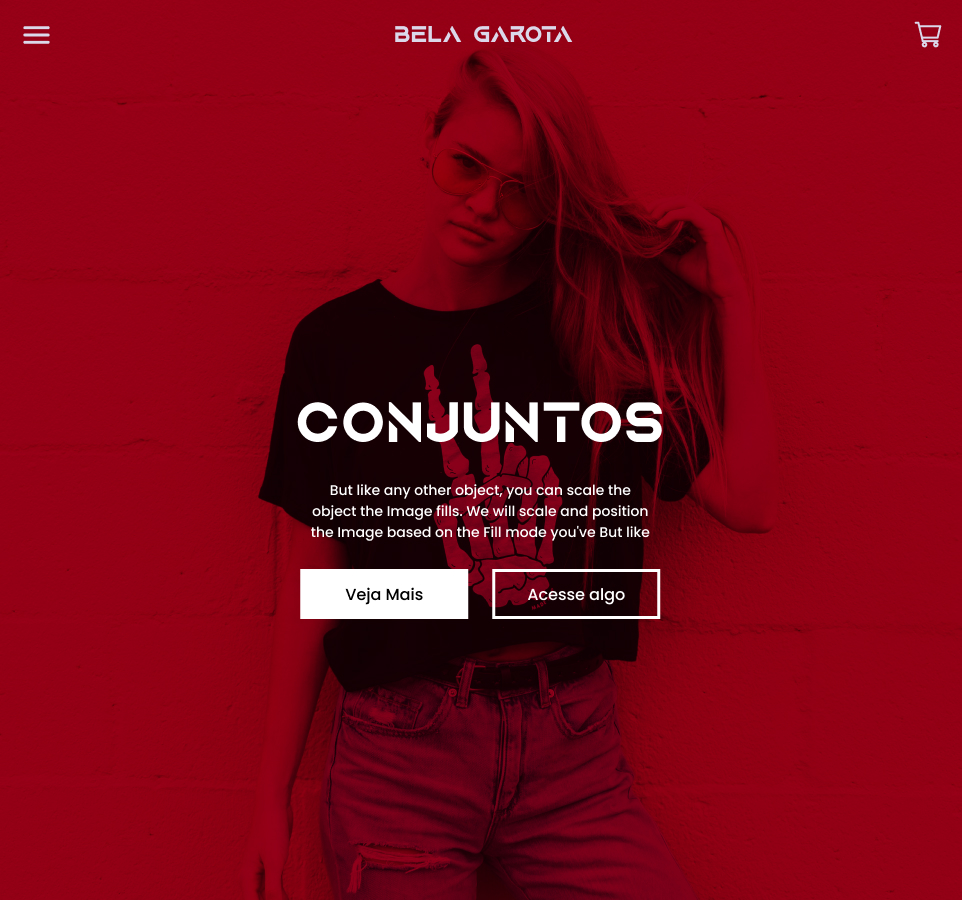 BELA GAROTA
CONJUNTOS
But like any other object, you can scale the
object the Image fills. We will scale and position
the Image based on the Fill mode you've But like
Veja Mais
Acesse algo